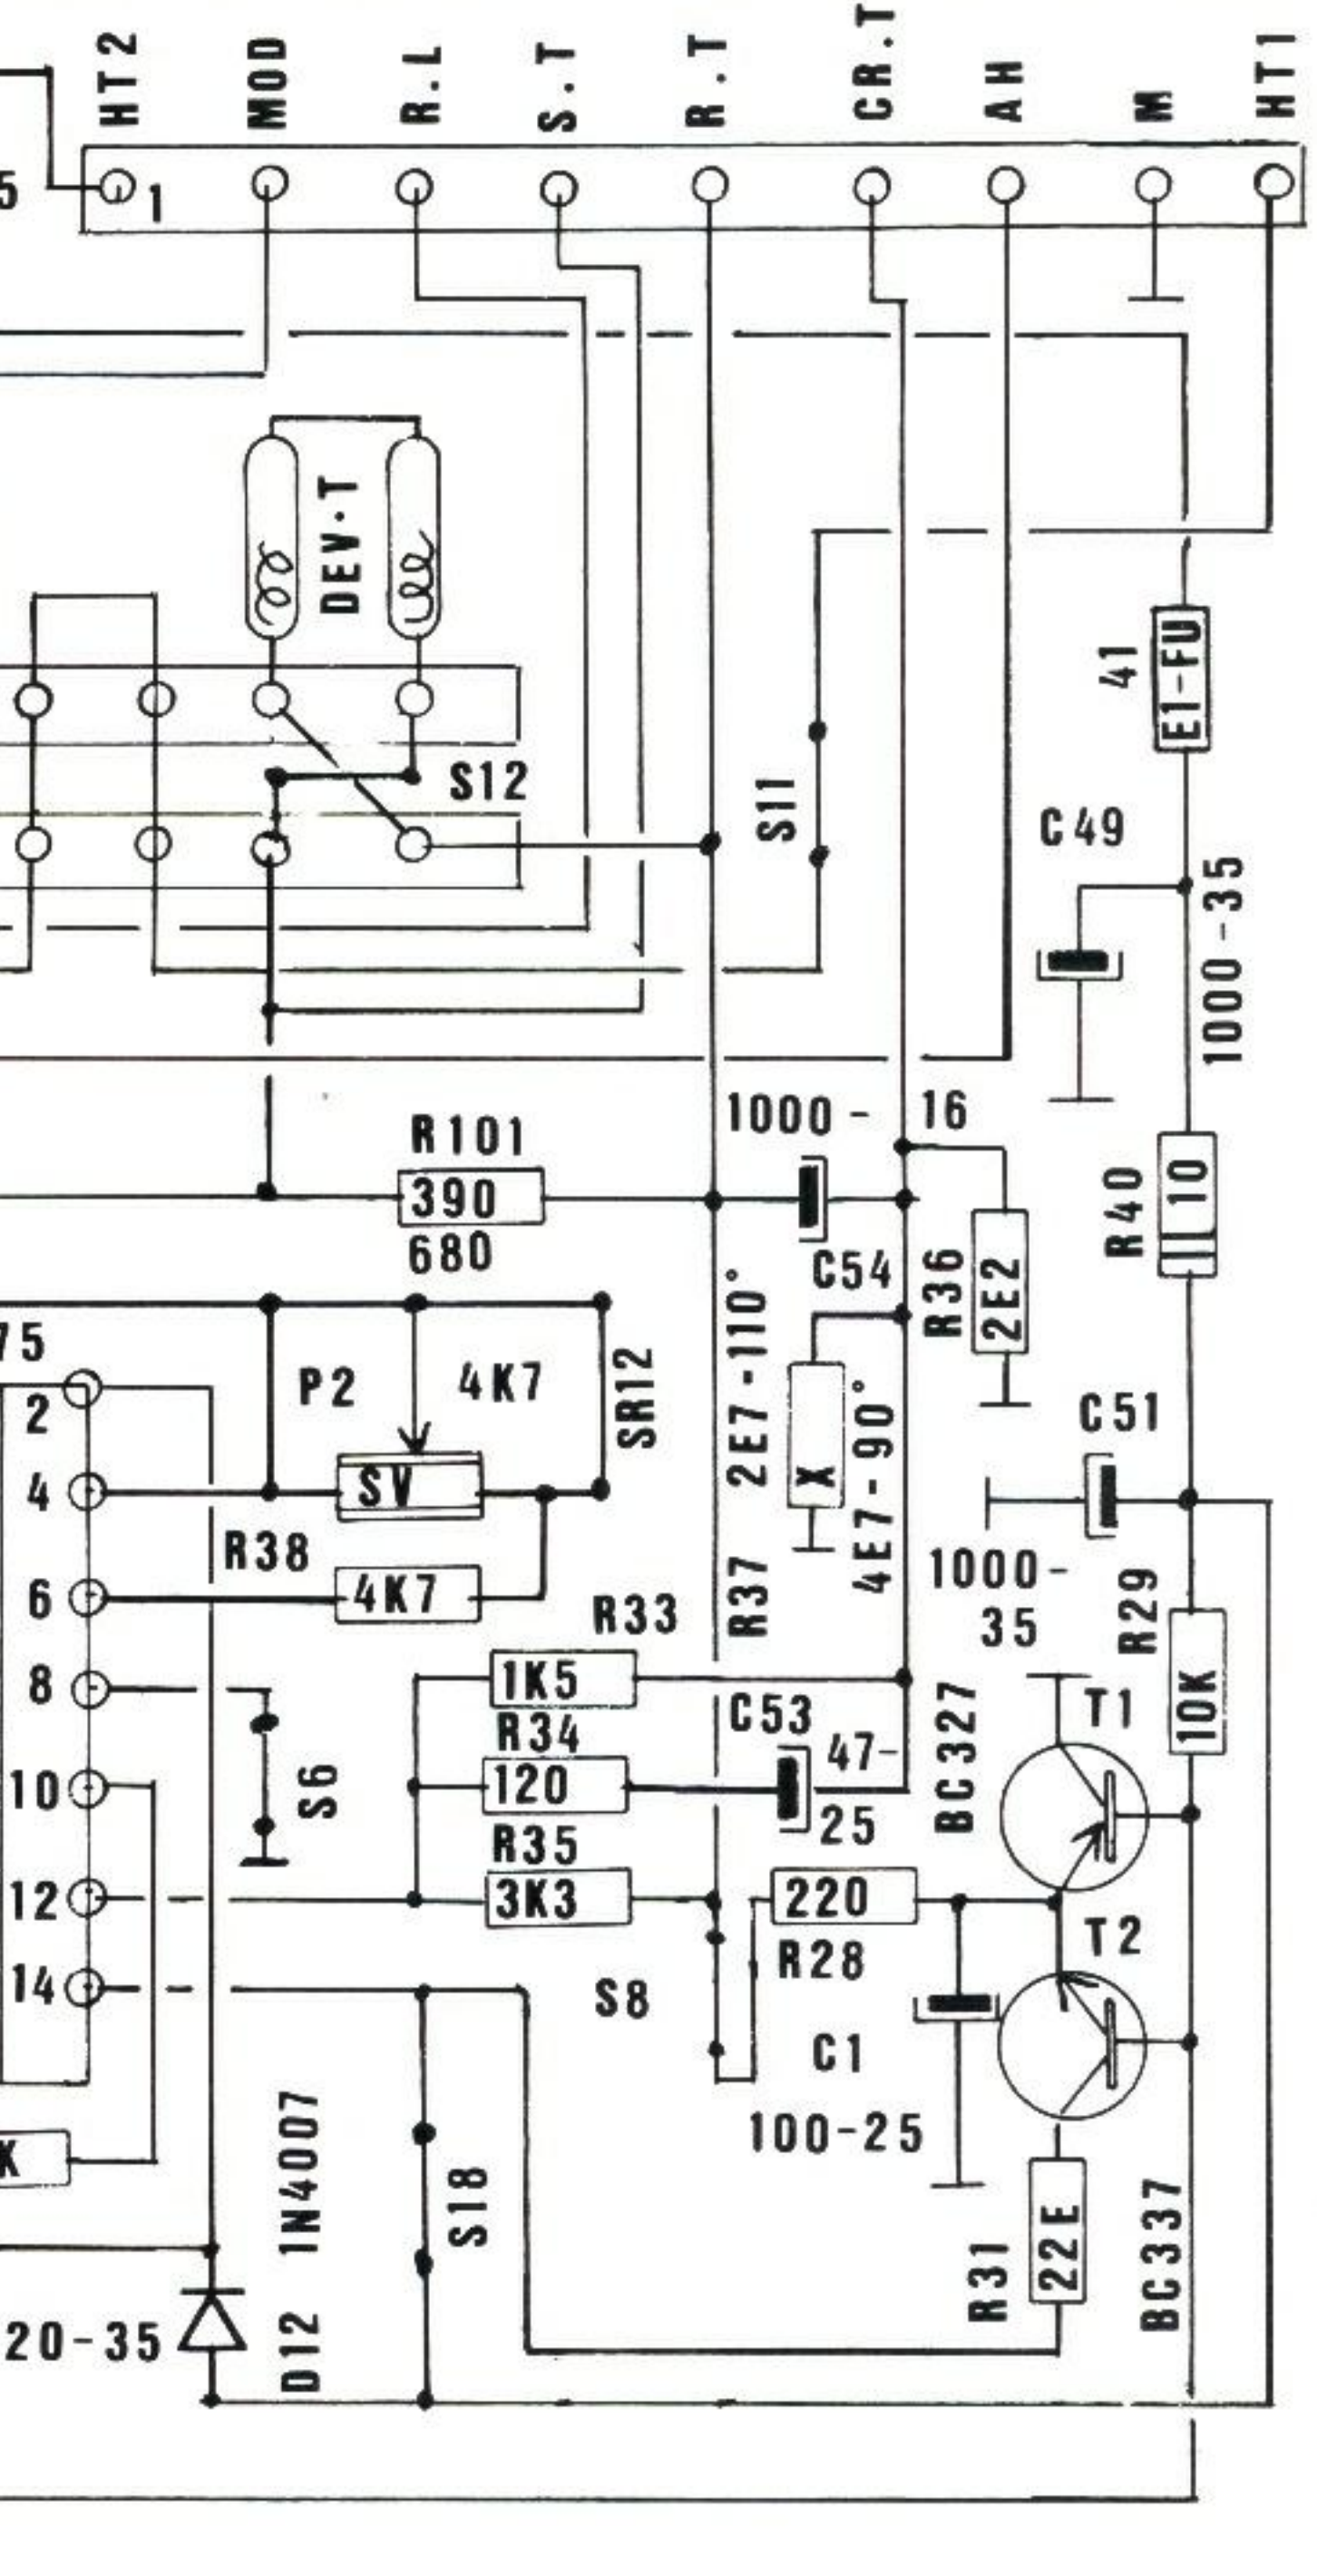 HT2
MOD
R.L
S.T
R.T
CR.T
AH
M
HT1
5
1
DEV.T
41
E1-FU
S12
S11
C49
1000-35
R101
390
680
1000-
16
C54
R36
2E2
R40
10
75
2
P2
4K7
SR12
R37 2E7-110°
X
4E7-90°
C51
4
SV
R38
1000-
35
R29
10K
6
4K7
R33
8
1K5
C53
BC327
T1
R34
S6
10
120
47-
25
R35
12
3K3
220
T2
R28
14
S8
C1
100-25
K
D12 1N4007
S18
R31
22E
BC337
20-35